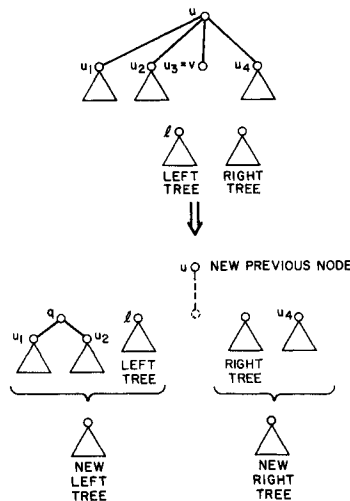 u
u1 u2 u3 = v u4
ℓ
LEFT TREE RIGHT TREE
u NEW PREVIOUS NODE
q
u1 u2 ℓ u4
LEFT TREE RIGHT TREE
NEW LEFT TREE NEW RIGHT TREE